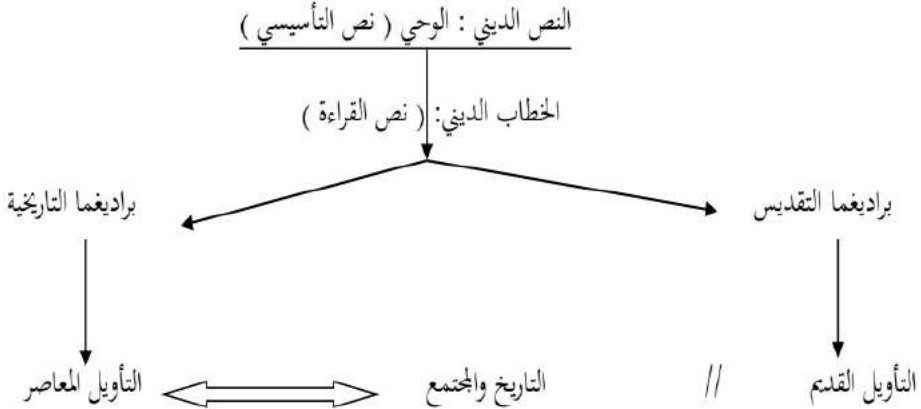 النص الديني : الوحي ( نص التأسيسي )
الخطاب الديني: ( نص القراءة )
براديغما التقديس
براديغما التاريخية
التأويل القديم // التاريخ والمجتمع التأويل المعاصر